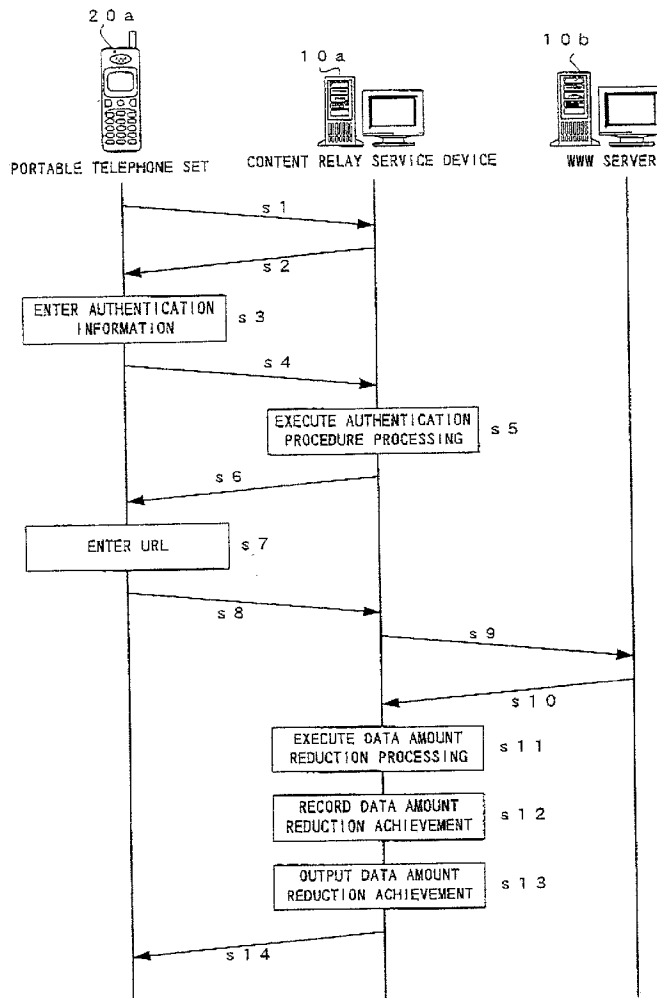 20a
10a
10b
PORTABLE TELEPHONE SET
CONTENT RELAY SERVICE DEVICE
WWW SERVER
s1
s2
ENTER AUTHENTICATION
INFORMATION
s3
s4
EXECUTE AUTHENTICATION
PROCEDURE PROCESSING
s5
s6
ENTER URL
s7
s8
s9
s10
EXECUTE DATA AMOUNT
REDUCTION PROCESSING
s11
RECORD DATA AMOUNT
REDUCTION ACHIEVEMENT
s12
OUTPUT DATA AMOUNT
REDUCTION ACHIEVEMENT
s13
s14